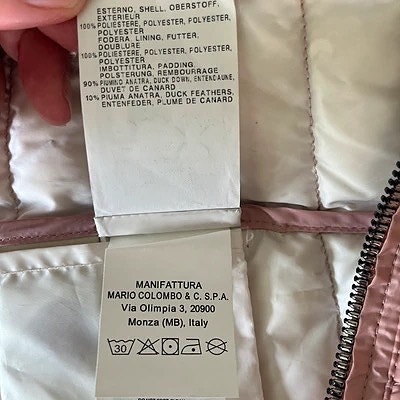 ESTERNO, SHELL, OBERSTOFF,
EXTERIEUR
100% POLIESTERE, POLYESTER, POLYESTER,
POLYESTER
FODERA, LINING, FUTTER,
DOUBLURE
100% POLIESTERE, POLYESTER, POLYESTER,
POLYESTER
IMBOTTITURA, PADDING,
POLSTERUNG, REMBOURRAGE
90% PIUMINO ANATRA, DUCK DOWN, ENTENDAUNE,
DUVET DE CANARD
10% PIUMA ANATRA, DUCK FEATHERS,
ENTENFEDER, PLUME DE CANARD
MANIFATTURA
MARIO COLOMBO & C. S.P.A.
Via Olimpia 3, 20900
Monza (MB), Italy
30